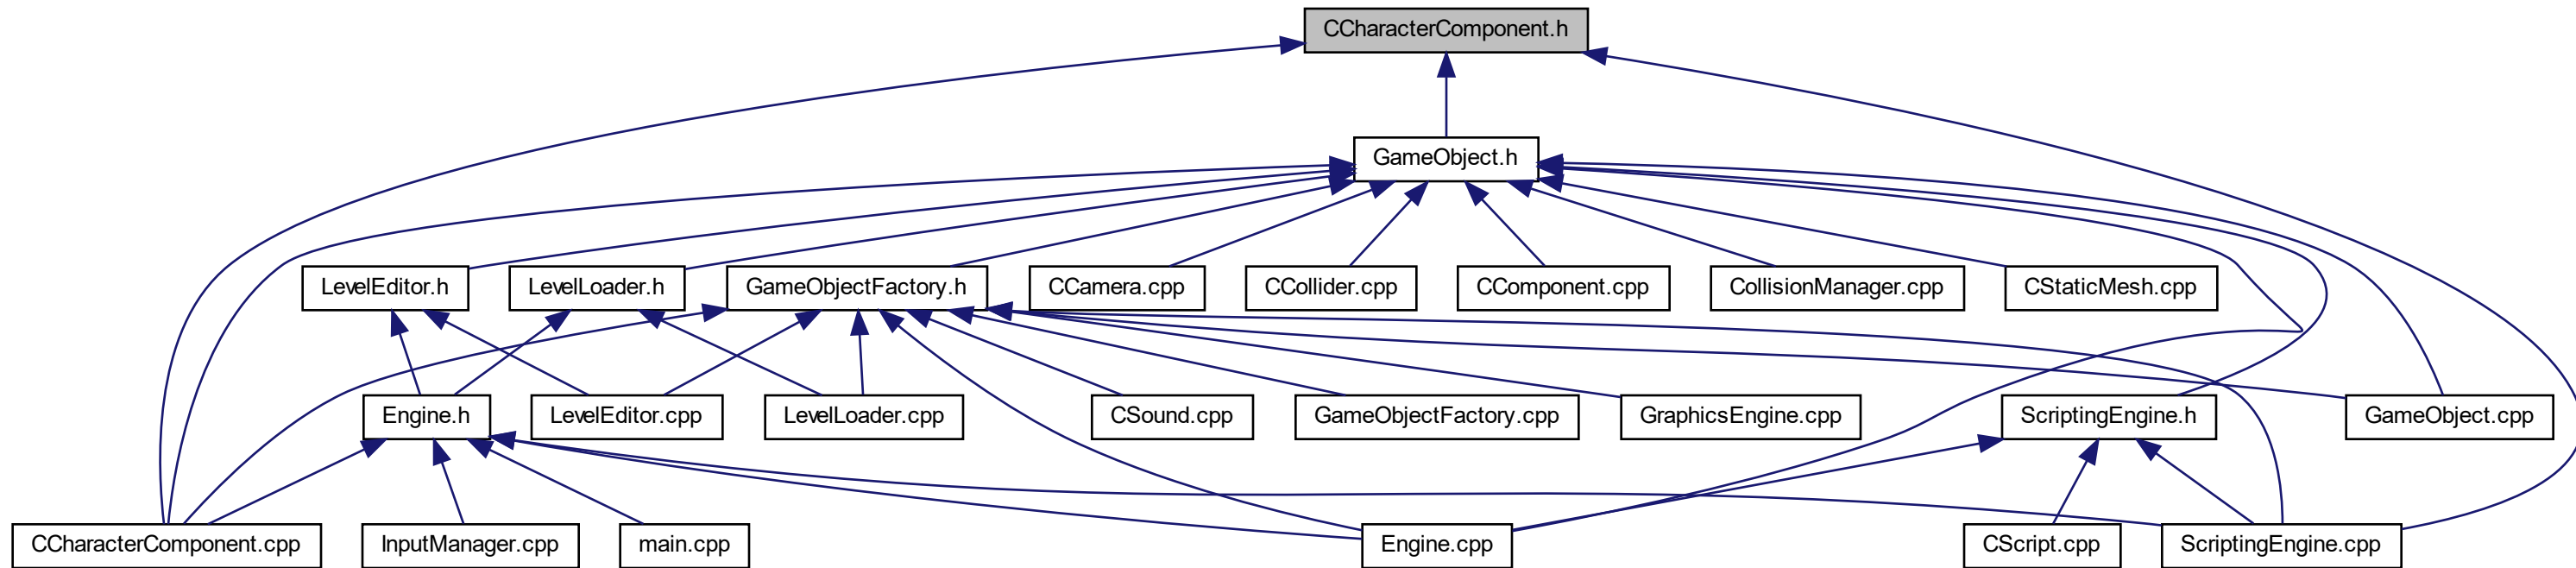 CCharacterComponent.h
GameObject.h
LevelEditor.h
LevelLoader.h
GameObjectFactory.h
CCamera.cpp
CCollider.cpp
CComponent.cpp
CollisionManager.cpp
CStaticMesh.cpp
Engine.h
LevelEditor.cpp
LevelLoader.cpp
CSound.cpp
GameObjectFactory.cpp
GraphicsEngine.cpp
ScriptingEngine.h
GameObject.cpp
CCharacterComponent.cpp
InputManager.cpp
main.cpp
Engine.cpp
CScript.cpp
ScriptingEngine.cpp